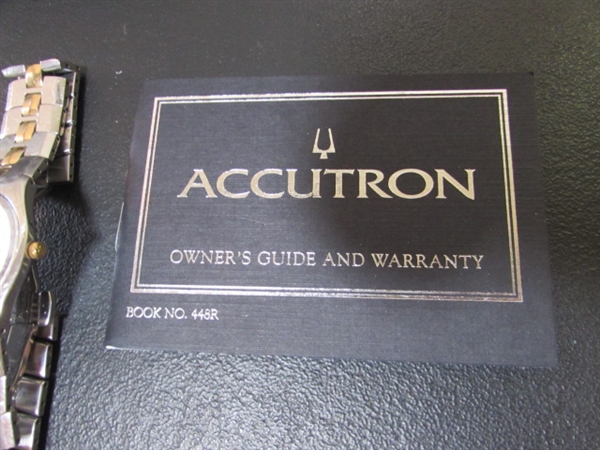 ACCUTRON
OWNER'S GUIDE AND WARRANTY
BOOK NO. 448R